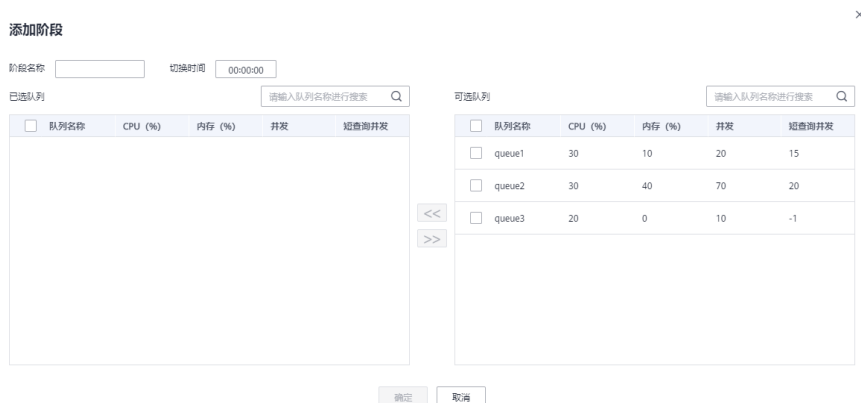 ×
添加阶段
阶段名称 切换时间 00:00:00
已选队列 请输入队列名称进行搜索 可选队列 请输入队列名称进行搜索
队列名称 CPU (%) 内存 (%) 并发 短查询并发 队列名称 CPU (%) 内存 (%) 并发 短查询并发
queue1 30 10 20 15
queue2 30 40 70 20
<<
queue3 20 0 10 -1
>>
确定 取消